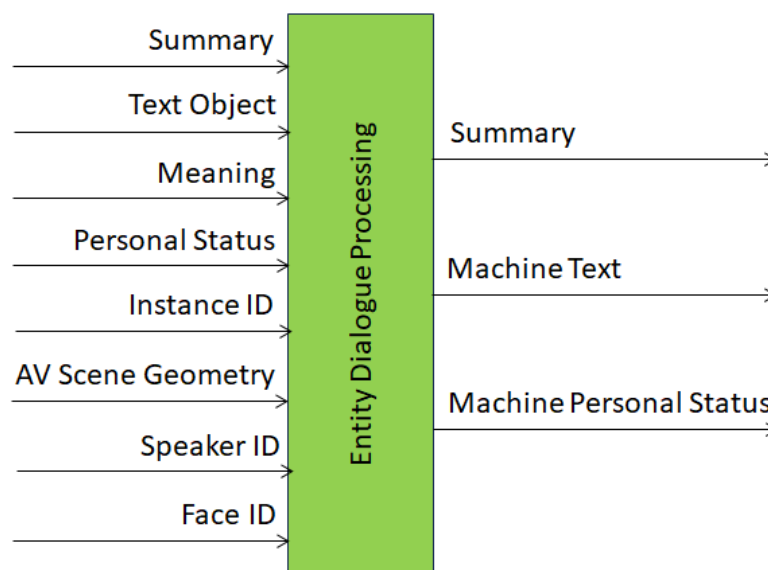 Summary
Text Object
Meaning
Personal Status
Instance ID
AV Scene Geometry
Speaker ID
Face ID
Entity Dialogue Processing
Summary
Machine Text
Machine Personal Status